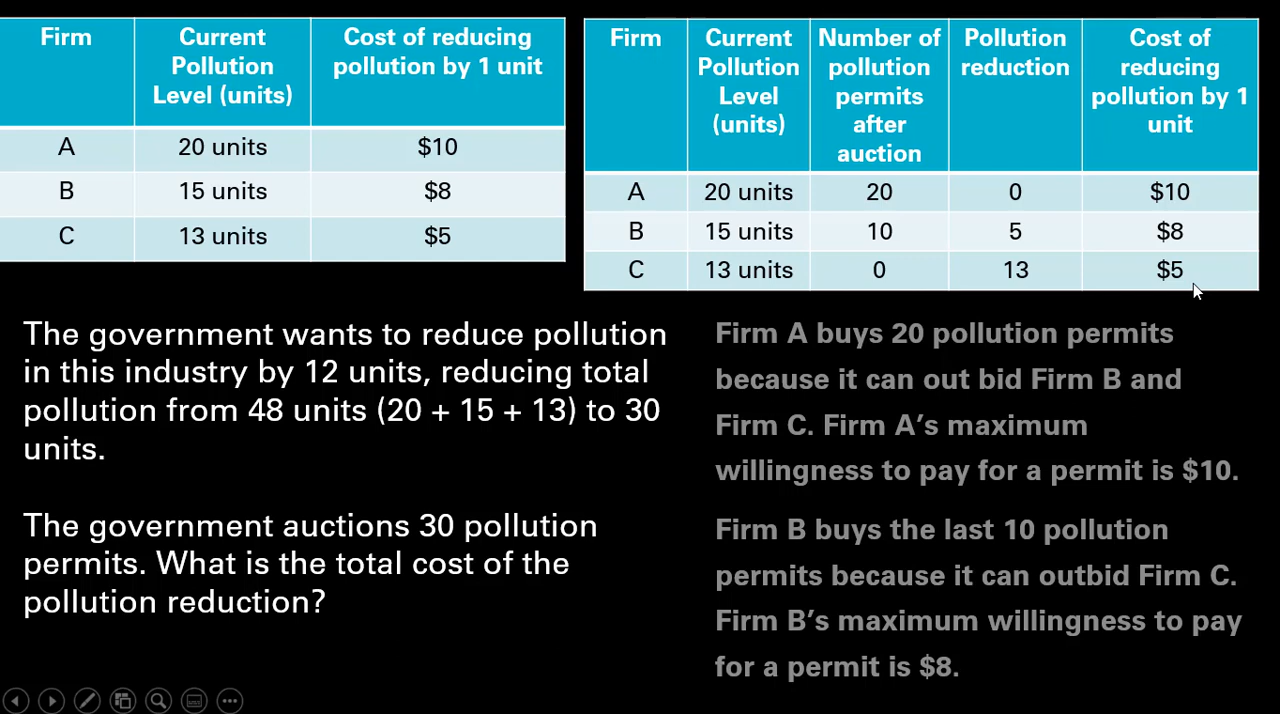 Firm Current Pollution Level (units) Cost of reducing pollution by 1 unit
A 20 units $10
B 15 units $8
C 13 units $5
Firm Current Pollution Level (units) Number of pollution permits after auction Pollution reduction Cost of reducing pollution by 1 unit
A 20 units 20 0 $10
B 15 units 10 5 $8
C 13 units 0 13 $5
The government wants to reduce pollution
in this industry by 12 units, reducing total
pollution from 48 units (20 + 15 + 13) to 30
units.
The government auctions 30 pollution
permits. What is the total cost of the
pollution reduction?
Firm A buys 20 pollution permits
because it can out bid Firm B and
Firm C. Firm A’s maximum
willingness to pay for a permit is $10.
Firm B buys the last 10 pollution
permits because it can outbid Firm C.
Firm B’s maximum willingness to pay
for a permit is $8.